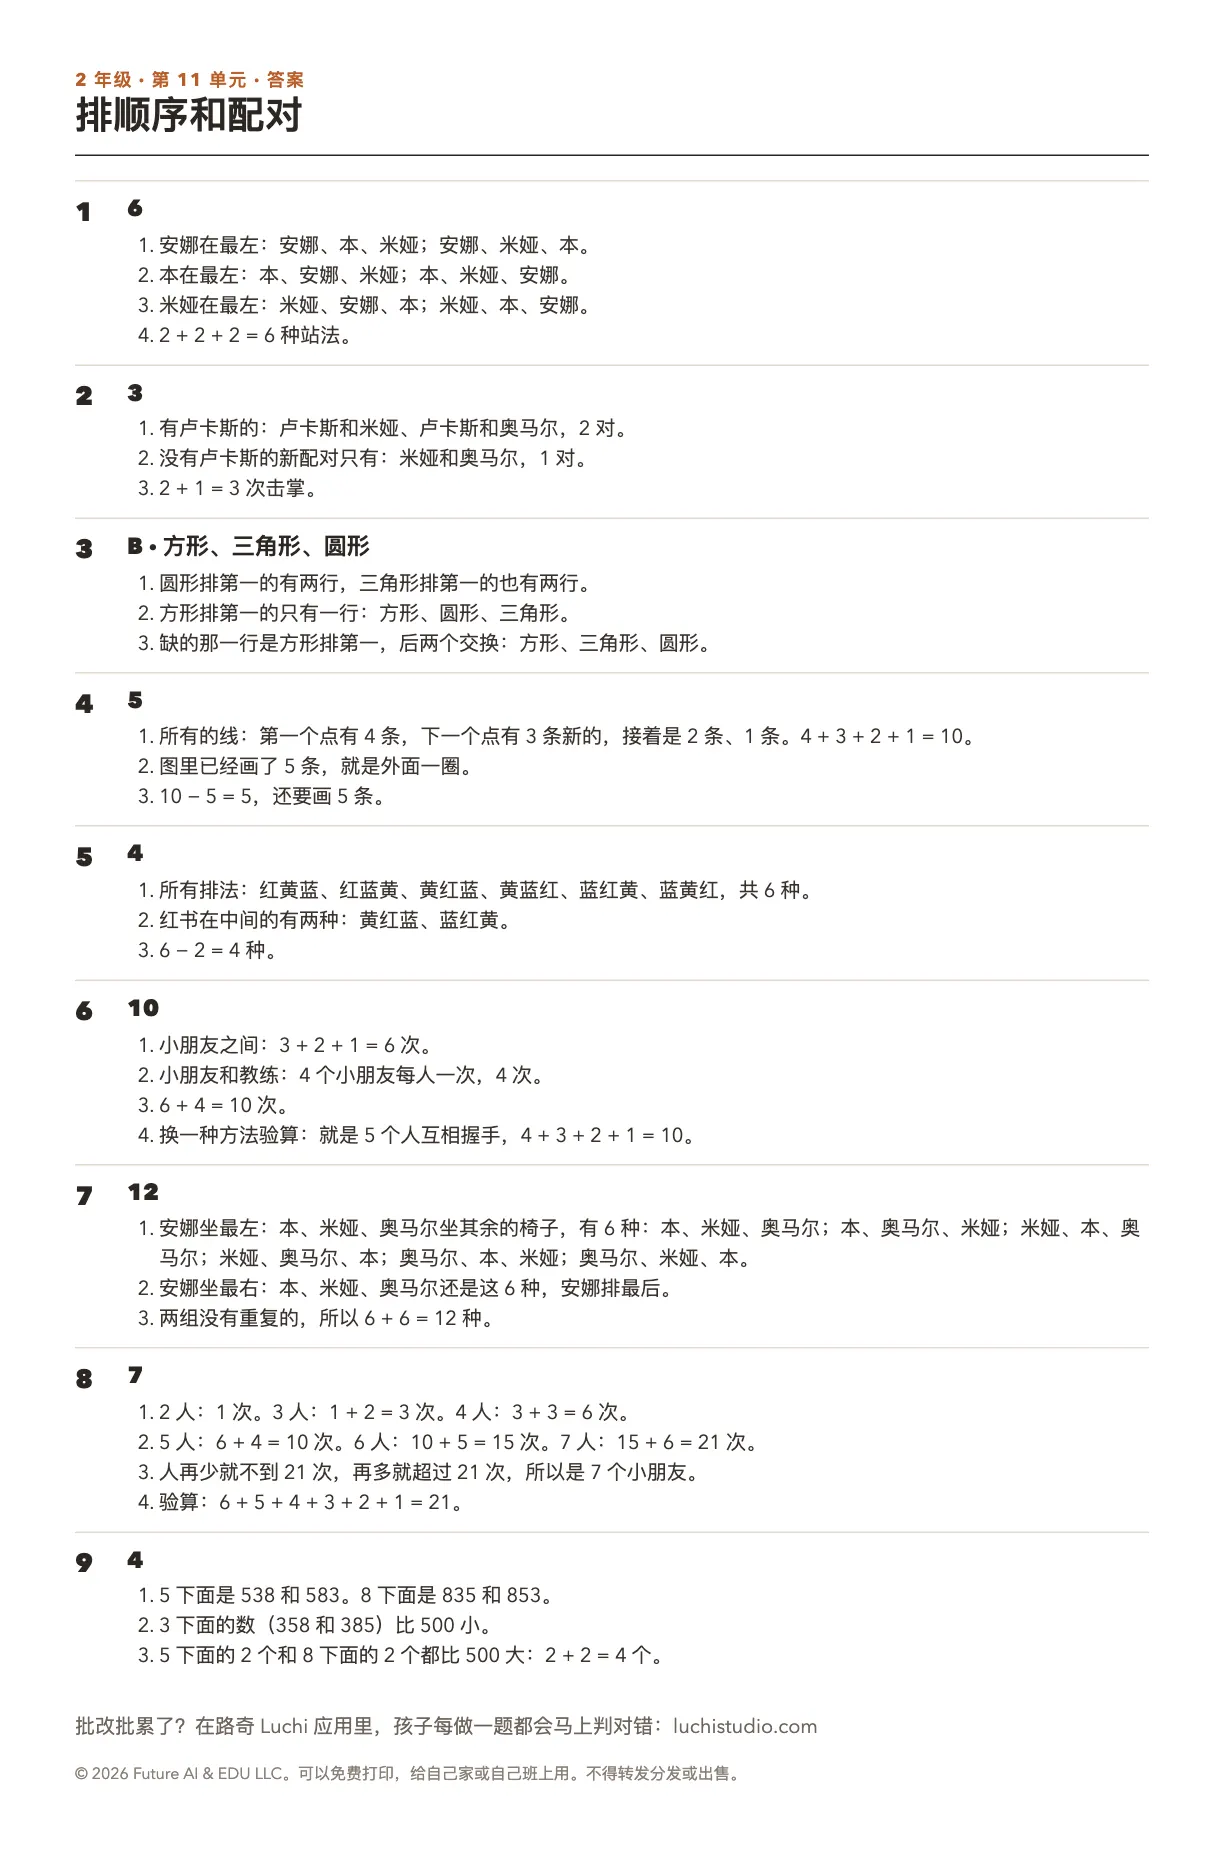 2 年级 · 第 11 单元 · 答案
排顺序和配对
1 6
1. 安娜在最左：安娜、本、米娅；安娜、米娅、本。
2. 本在最左：本、安娜、米娅；本、米娅、安娜。
3. 米娅在最左：米娅、安娜、本；米娅、本、安娜。
4. 2 + 2 + 2 = 6 种站法。
2 3
1. 有卢卡斯的：卢卡斯和米娅、卢卡斯和奥马尔，2 对。
2. 没有卢卡斯的新配对只有：米娅和奥马尔，1 对。
3. 2 + 1 = 3 次击掌。
3 B · 方形、三角形、圆形
1. 圆形排第一的有两行，三角形排第一的也有两行。
2. 方形排第一的只有一行：方形、圆形、三角形。
3. 缺的那一行是方形排第一，后两个交换：方形、三角形、圆形。
4 5
1. 所有的线：第一个点有 4 条，下一个点有 3 条新的，接着是 2 条、1 条。4 + 3 + 2 + 1 = 10。
2. 图里已经画了 5 条，就是外面一圈。
3. 10 − 5 = 5，还要画 5 条。
5 4
1. 所有排法：红黄蓝、红蓝黄、黄红蓝、黄蓝红、蓝红黄、蓝黄红，共 6 种。
2. 红书在中间的有两种：黄红蓝、蓝红黄。
3. 6 − 2 = 4 种。
6 10
1. 小朋友之间：3 + 2 + 1 = 6 次。
2. 小朋友和教练：4 个小朋友每人一次，4 次。
3. 6 + 4 = 10 次。
4. 换一种方法验算：就是 5 个人互相握手，4 + 3 + 2 + 1 = 10。
7 12
1. 安娜坐最左：本、米娅、奥马尔坐其余的椅子，有 6 种：本、米娅、奥马尔；本、奥马尔、米娅；米娅、本、奥
马尔；米娅、奥马尔、本；奥马尔、本、米娅；奥马尔、米娅、本。
2. 安娜坐最右：本、米娅、奥马尔还是这 6 种，安娜排最后。
3. 两组没有重复的，所以 6 + 6 = 12 种。
8 7
1. 2 人：1 次。3 人：1 + 2 = 3 次。4 人：3 + 3 = 6 次。
2. 5 人：6 + 4 = 10 次。6 人：10 + 5 = 15 次。7 人：15 + 6 = 21 次。
3. 人再少就不到 21 次，再多就超过 21 次，所以是 7 个小朋友。
4. 验算：6 + 5 + 4 + 3 + 2 + 1 = 21。
9 4
1. 5 下面是 538 和 583。8 下面是 835 和 853。
2. 3 下面的数（358 和 385）比 500 小。
3. 5 下面的 2 个和 8 下面的 2 个都比 500 大：2 + 2 = 4 个。
批改批累了？在路奇 Luchi 应用里，孩子每做一题都会马上判对错：luchistudio.com
© 2026 Future AI & EDU LLC。可以免费打印，给自己家或自己班上用。不得转发分发或出售。